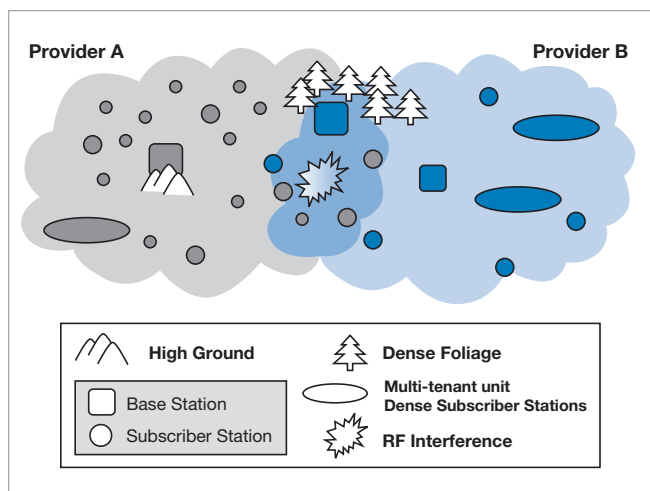 Provider A
Provider B
High Ground
Dense Foliage
Base Station
Multi-tenant unit
Dense Subscriber Stations
Subscriber Station
RF Interference